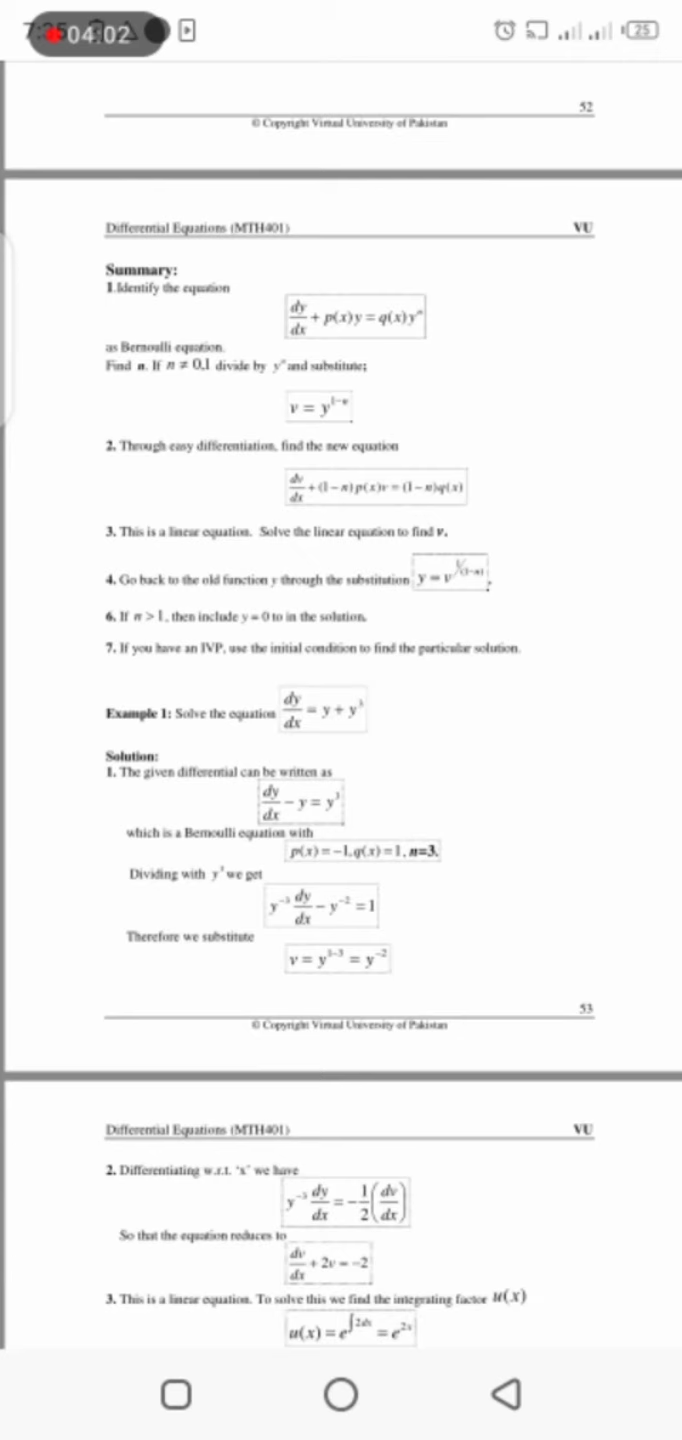 04:02
25
52
© Copyright Virtual University of Pakistan
Differential Equations (MTH401)
VU
Summary:
1.Identify the equation
dy/dx + p(x)y = q(x)yⁿ
as Bernoulli equation.
Find n. If n ≠ 0,1 divide by yⁿ and substitute;
v = y¹⁻ⁿ
2. Through easy differentiation, find the new equation
dv/dx + (1−n)p(x)v = (1−n)q(x)
3. This is a linear equation. Solve the linear equation to find v.
4. Go back to the old function y through the substitution y = v^(1/(1−n)).
6. If n > 1, then include y = 0 to in the solution.
7. If you have an IVP, use the initial condition to find the particular solution.
Example 1: Solve the equation dy/dx = y + y³
Solution:
1. The given differential can be written as
dy/dx − y = y³
which is a Bernoulli equation with
p(x) = −1, q(x) = 1, n=3.
Dividing with y³ we get
y⁻³ dy/dx − y⁻² = 1
Therefore we substitute
v = y¹⁻³ = y⁻²
53
© Copyright Virtual University of Pakistan
Differential Equations (MTH401)
VU
2. Differentiating w.r.t. ‘x’ we have
y⁻³ dy/dx = −1/2 (dv/dx)
So that the equation reduces to
dv/dx + 2v = −2
3. This is a linear equation. To solve this we find the integrating factor u(x)
u(x) = e^(∫2dx) = e²ˣ